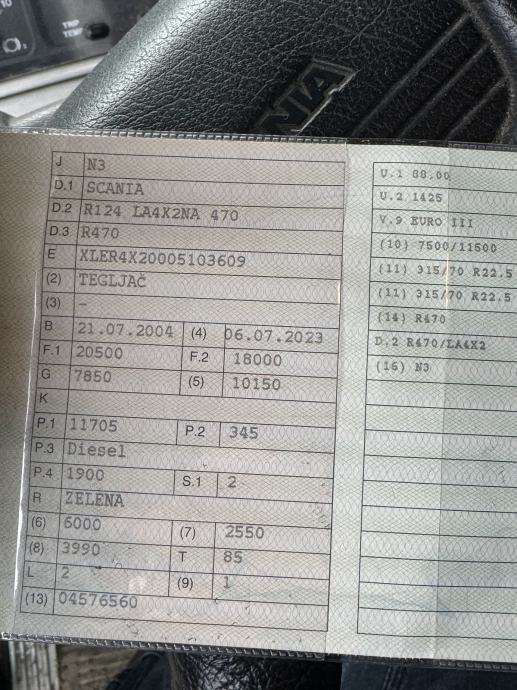 TRIP
TEMP
J N3
D.1 SCANIA
D.2 R124 LA4X2NA 470
D.3 R470
E XLER4X20005103609
(2) TEGLJAČ
(3) -
B 21.07.2004 (4) 06.07.2023
F.1 20500 F.2 18000
G 7850 (5) 10150
K
P.1 11705 P.2 345
P.3 Diesel
P.4 1900 S.1 2
R ZELENA
(6) 6000 (7) 2550
(8) 3990 T 85
L 2 (9) 1
(13) 04576560
U.1 88.00
U.2 1425
V.9 EURO III
(10) 7500/11500
(11) 315/70 R22.5
(11) 315/70 R22.5
(14) R470
D.2 R470/LA4X2
(16) N3